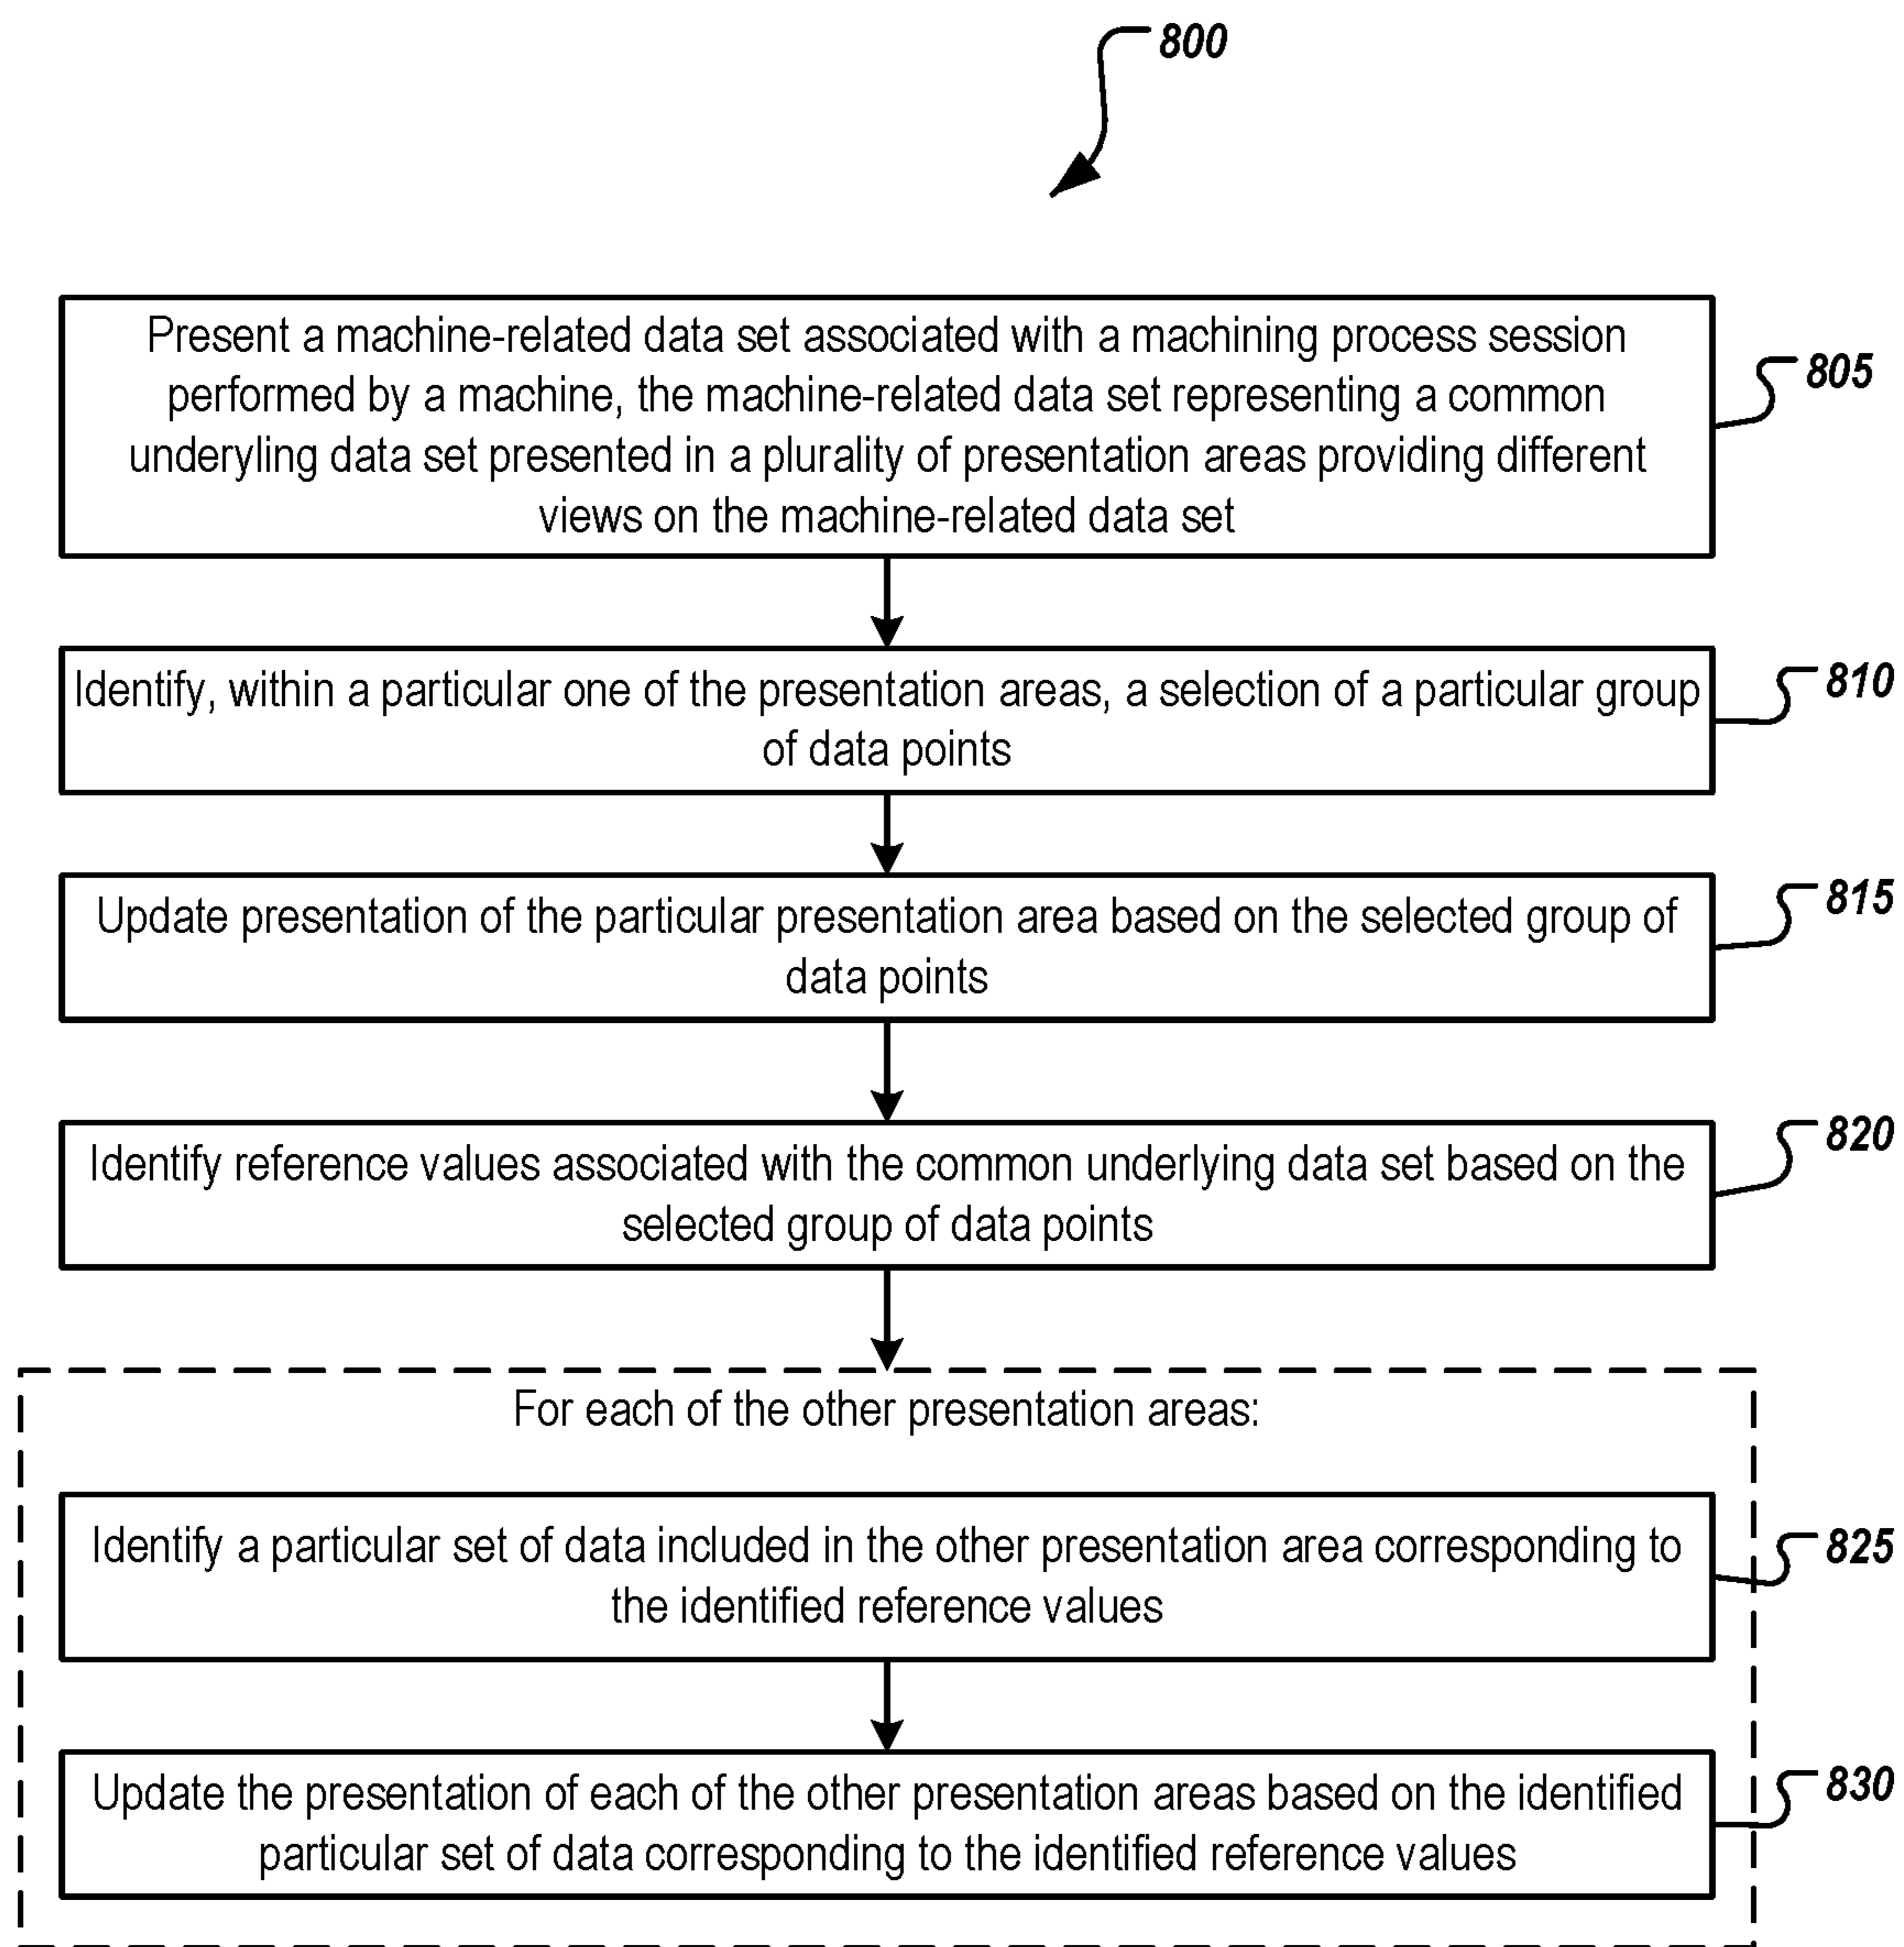 800
Present a machine-related data set associated with a machining process session
performed by a machine, the machine-related data set representing a common
underyling data set presented in a plurality of presentation areas providing different
views on the machine-related data set
805
Identify, within a particular one of the presentation areas, a selection of a particular group
of data points
810
Update presentation of the particular presentation area based on the selected group of
data points
815
Identify reference values associated with the common underlying data set based on the
selected group of data points
820
For each of the other presentation areas:
Identify a particular set of data included in the other presentation area corresponding to
the identified reference values
825
Update the presentation of each of the other presentation areas based on the identified
particular set of data corresponding to the identified reference values
830